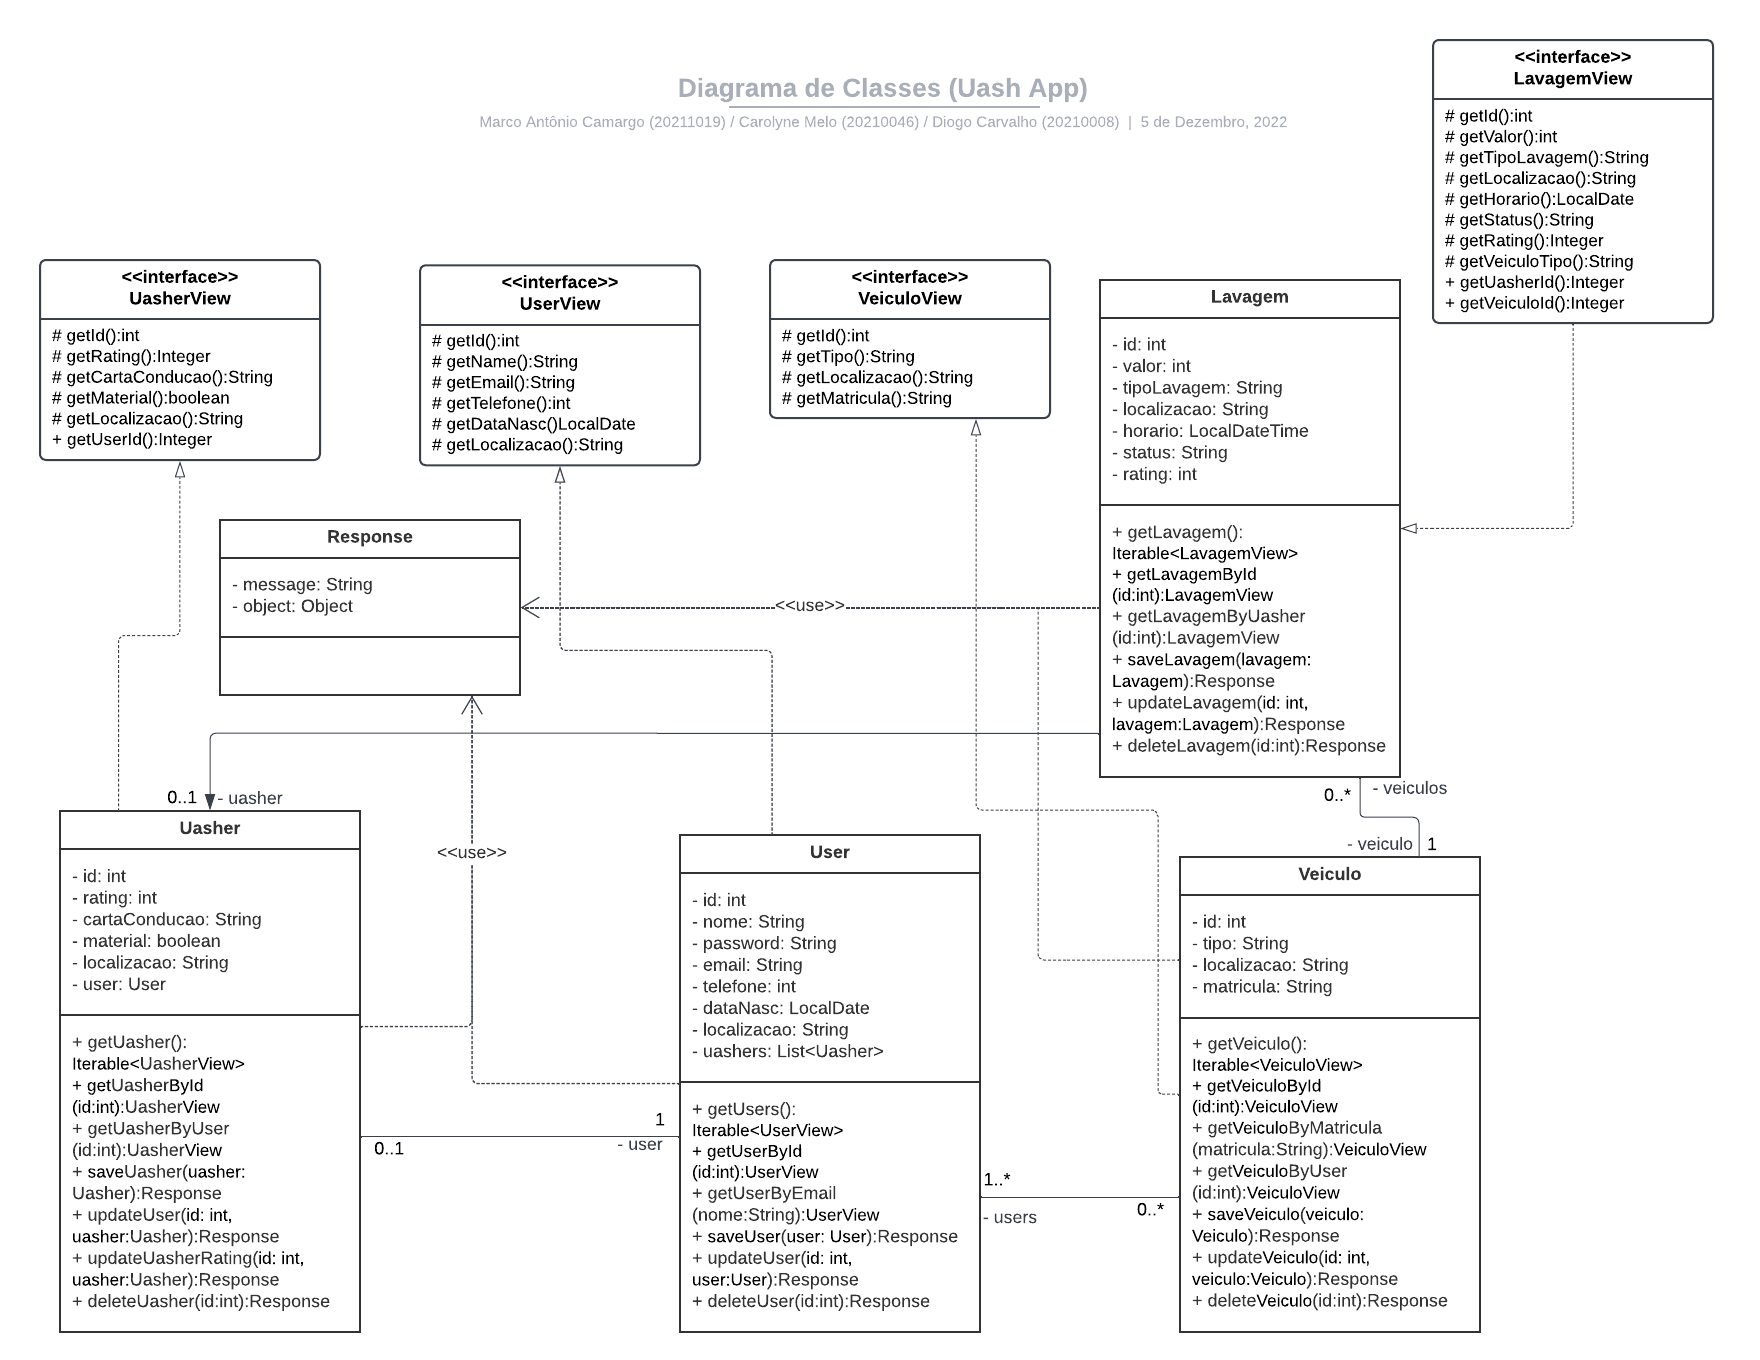 Diagrama de Classes (Uash App)
Marco Antônio Camargo (20211019) / Carolyne Melo (20210046) / Diogo Carvalho (20210008) | 5 de Dezembro, 2022
<<interface>>
LavagemView
# getId():int
# getValor():int
# getTipoLavagem():String
# getLocalizacao():String
# getHorario():LocalDate
# getStatus():String
# getRating():Integer
# getVeiculoTipo():String
+ getUasherId():Integer
+ getVeiculoId():Integer
<<interface>>
UasherView
# getId():int
# getRating():Integer
# getCartaConducao():String
# getMaterial():boolean
# getLocalizacao():String
+ getUserId():Integer
<<interface>>
UserView
# getId():int
# getName():String
# getEmail():String
# getTelefone():int
# getDataNasc()LocalDate
# getLocalizacao():String
<<interface>>
VeiculoView
# getId():int
# getTipo():String
# getLocalizacao():String
# getMatricula():String
Lavagem
- id: int
- valor: int
- tipoLavagem: String
- localizacao: String
- horario: LocalDateTime
- status: String
- rating: int
+ getLavagem():
Iterable<LavagemView>
+ getLavagemById
(id:int):LavagemView
+ getLavagemByUasher
(id:int):LavagemView
+ saveLavagem(lavagem:
Lavagem):Response
+ updateLavagem(id: int,
lavagem:Lavagem):Response
+ deleteLavagem(id:int):Response
Response
- message: String
- object: Object
<<use>>
0..1
- uasher
<<use>>
0..*
- veiculos
- veiculo
1
Uasher
- id: int
- rating: int
- cartaConducao: String
- material: boolean
- localizacao: String
- user: User
+ getUasher():
Iterable<UasherView>
+ getUasherById
(id:int):UasherView
+ getUasherByUser
(id:int):UasherView
+ saveUasher(uasher:
Uasher):Response
+ updateUser(id: int,
uasher:Uasher):Response
+ updateUasherRating(id: int,
uasher:Uasher):Response
+ deleteUasher(id:int):Response
0..1
1
- user
User
- id: int
- nome: String
- password: String
- email: String
- telefone: int
- dataNasc: LocalDate
- localizacao: String
- uashers: List<Uasher>
+ getUsers():
Iterable<UserView>
+ getUserById
(id:int):UserView
+ getUserByEmail
(nome:String):UserView
+ saveUser(user: User):Response
+ updateUser(id: int,
user:User):Response
+ deleteUser(id:int):Response
1..*
- users
0..*
Veiculo
- id: int
- tipo: String
- localizacao: String
- matricula: String
+ getVeiculo():
Iterable<VeiculoView>
+ getVeiculoById
(id:int):VeiculoView
+ getVeiculoByMatricula
(matricula:String):VeiculoView
+ getVeiculoByUser
(id:int):VeiculoView
+ saveVeiculo(veiculo:
Veiculo):Response
+ updateVeiculo(id: int,
veiculo:Veiculo):Response
+ deleteVeiculo(id:int):Response